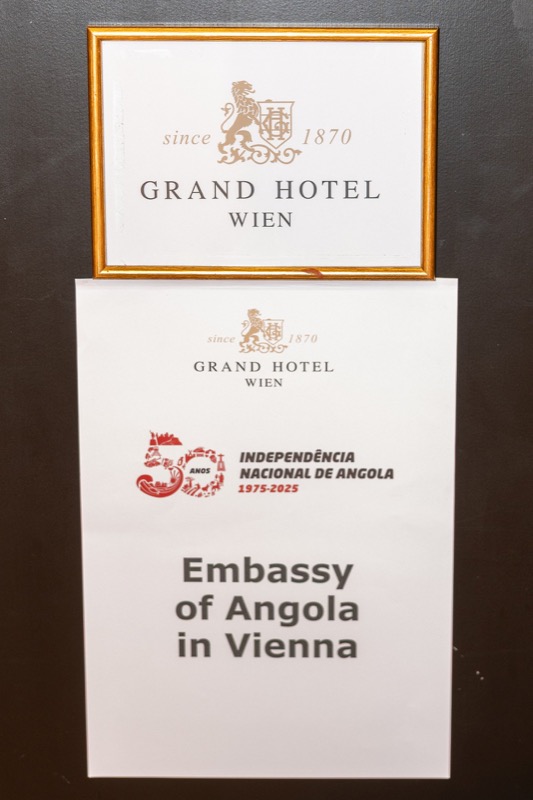 since 1870
GRAND HOTEL
WIEN
since 1870
GRAND HOTEL
WIEN
50 ANOS
INDEPENDÊNCIA
NACIONAL DE ANGOLA
1975-2025
Embassy
of Angola
in Vienna